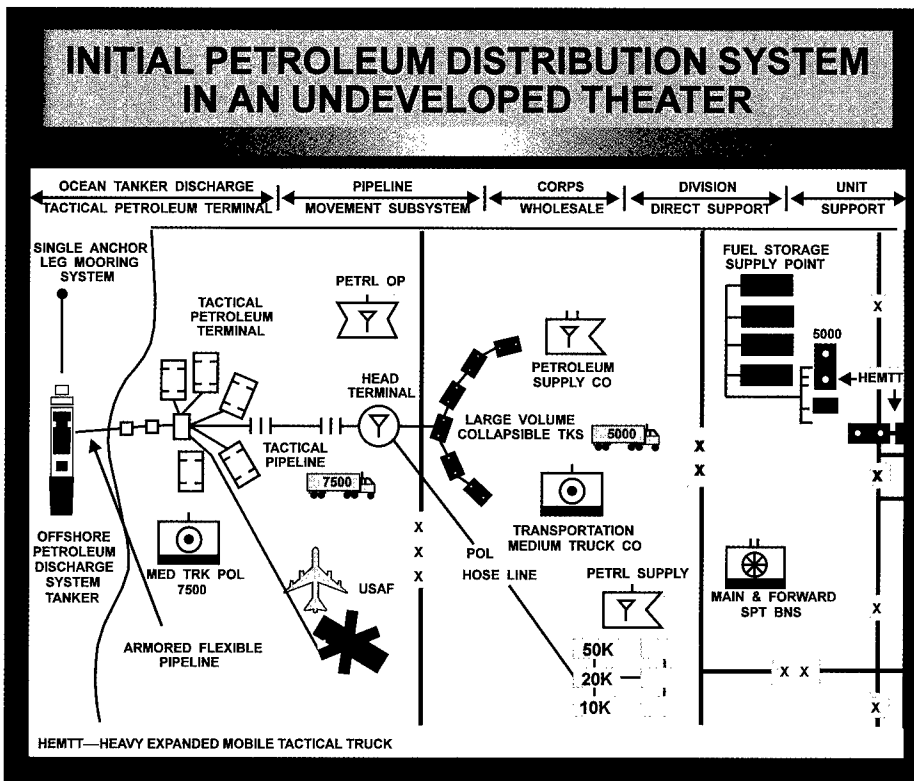 INITIAL PETROLEUM DISTRIBUTION SYSTEM
IN AN UNDEVELOPED THEATER
OCEAN TANKER DISCHARGE
TACTICAL PETROLEUM TERMINAL
PIPELINE
MOVEMENT SUBSYSTEM
CORPS
WHOLESALE
DIVISION
DIRECT SUPPORT
UNIT
SUPPORT
SINGLE ANCHOR
LEG MOORING
SYSTEM
TACTICAL
PETROLEUM
TERMINAL
PETRL OP
HEAD
TERMINAL
TACTICAL
PIPELINE
7500
OFFSHORE
PETROLEUM
DISCHARGE
SYSTEM
TANKER
MED TRK POL
7500
USAF
ARMORED FLEXIBLE
PIPELINE
X
X
X
PETROLEUM
SUPPLY CO
LARGE VOLUME
COLLAPSIBLE TKS
5000
TRANSPORTATION
MEDIUM TRUCK CO
POL
HOSE LINE
PETRL SUPPLY
50K
20K
10K
X
X
FUEL STORAGE
SUPPLY POINT
5000
HEMTT
MAIN & FORWARD
SPT BNS
X
X
X
X X
X
HEMTT—HEAVY EXPANDED MOBILE TACTICAL TRUCK